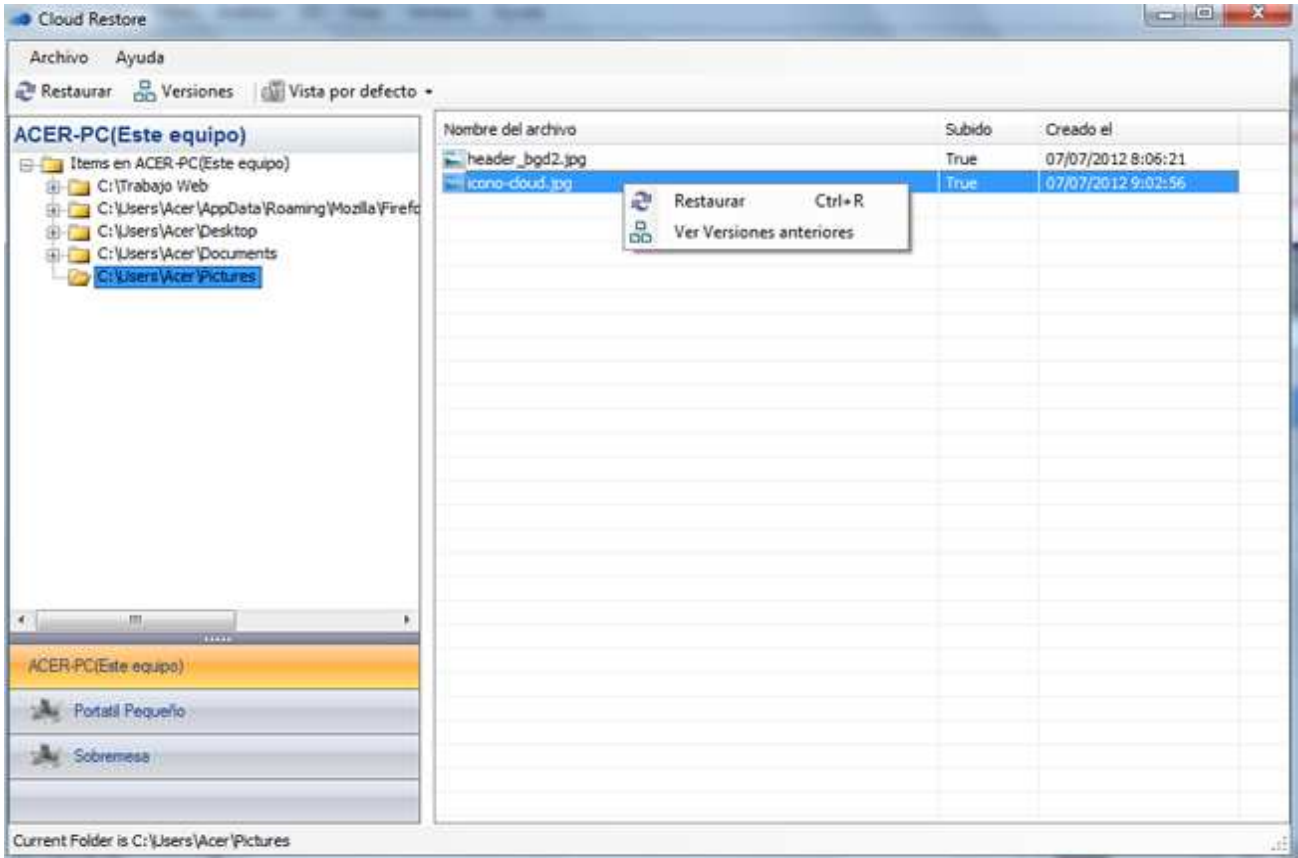 Cloud Restore
Archivo Ayuda
Restaurar Versiones Vista por defecto
ACER-PC(Este equipo)
Items en ACER-PC(Este equipo)
C:\Trabajo Web
C:\Users\Acer\AppData\Roaming\Mozilla\Firefo
C:\Users\Acer\Desktop
C:\Users\Acer\Documents
C:\Users\Acer\Pictures
Nombre del archivo Subido Creado el
header_bgd2.jpg True 07/07/2012 8:06:21
icono-cloud.jpg True 07/07/2012 9:02:56
Restaurar Ctrl+R
Ver Versiones anteriores
ACER-PC(Este equipo)
Portatil Pequeño
Sobremesa
Current Folder is C:\Users\Acer\Pictures